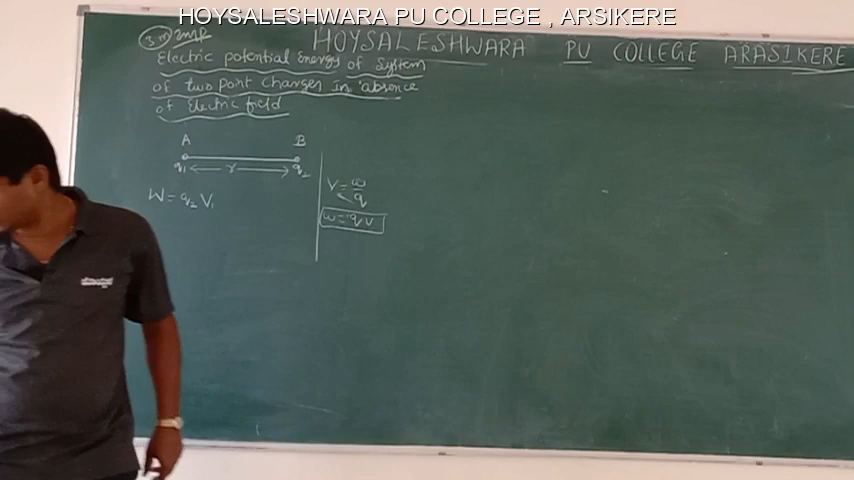 HOYSALESHWARA PU COLLEGE , ARSIKERE
HOYSALESHWARA PU COLLEGE ARASIKERE
3m imp
Electric potential Energy of System
of two point Charges in absence
of Electric field
A B
q₁ r q₂
W = q₂ V₁
V = w/q
w = q v